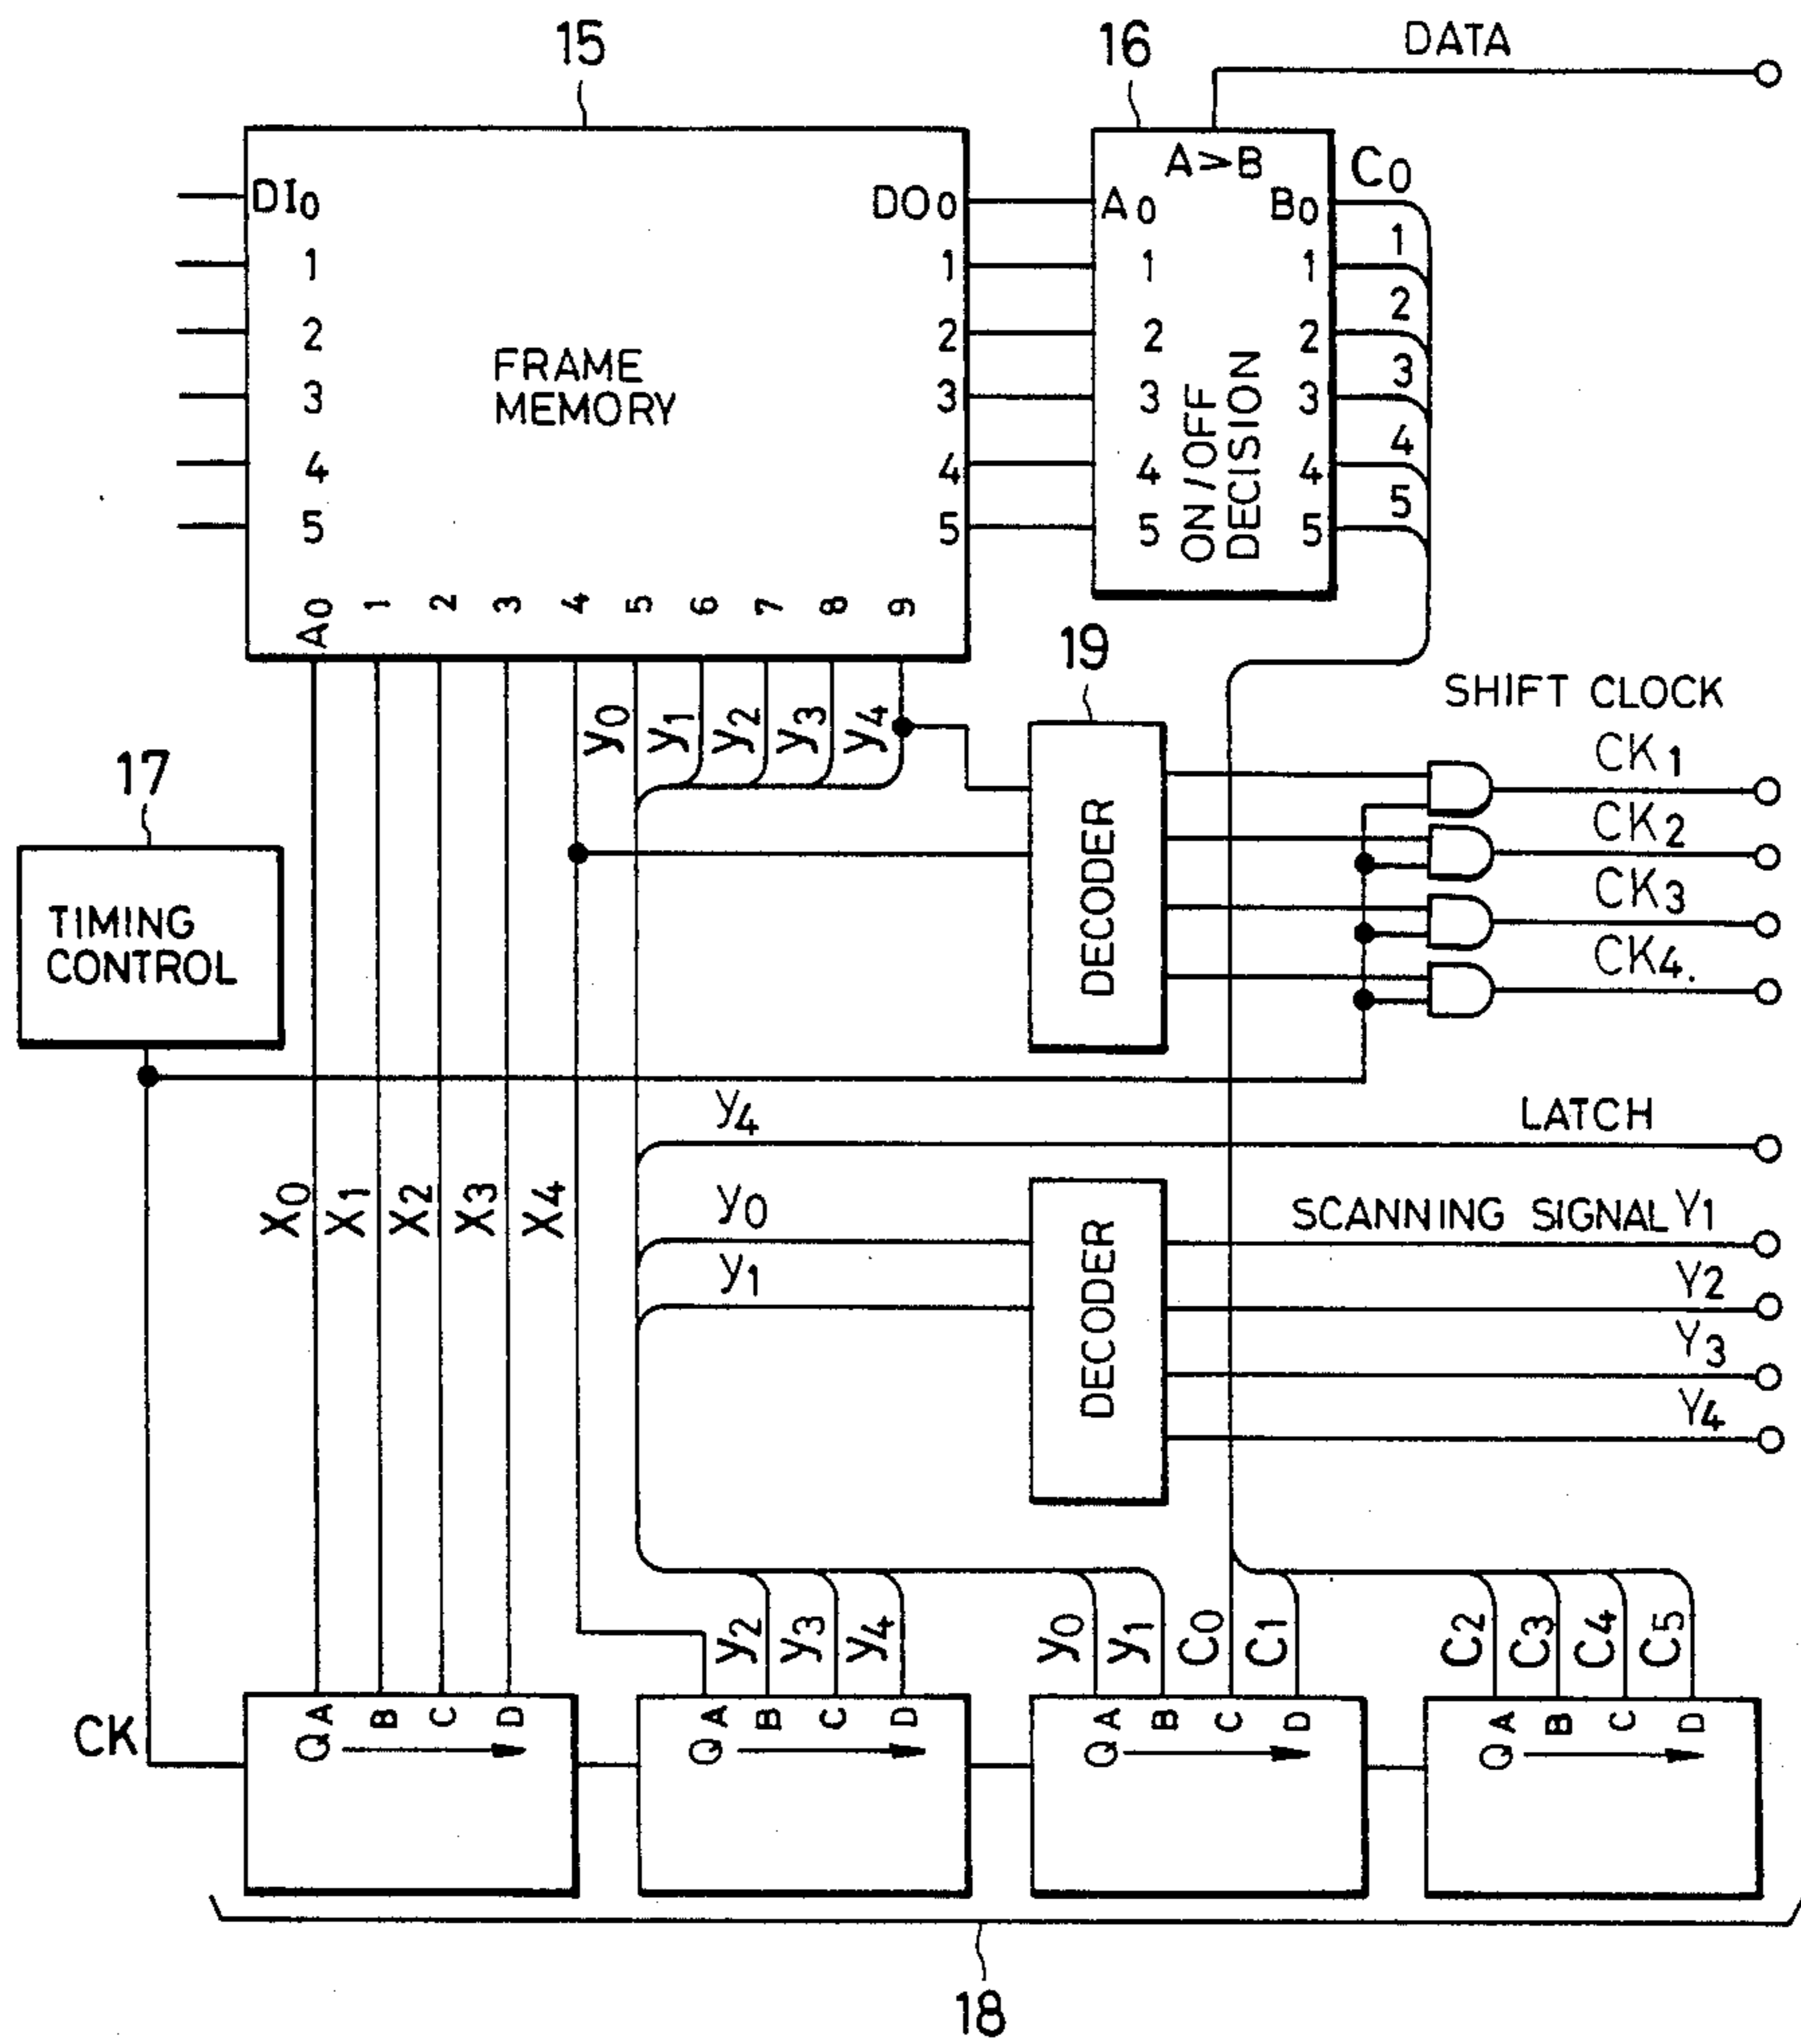 15
16
DATA
A>B
C0
DI0
DO0
A0
B0
1
1
1
1
1
2
2
2
2
2
FRAME
MEMORY
3
3
3
3
3
4
4
4
4
4
5
5
5
5
5
ON/OFF
DECISION
A0
1
2
3
4
5
6
7
8
9
19
y0
y1
y2
y3
y4
SHIFT CLOCK
17
CK1
CK2
CK3
CK4.
DECODER
TIMING
CONTROL
y4
LATCH
X0
X1
X2
X3
X4
y0
y1
DECODER
SCANNING SIGNAL Y1
Y2
Y3
Y4
y2
y3
y4
y0
y1
C0
C1
C2
C3
C4
C5
CK
QA
B
C
D
QA
B
C
D
QA
B
C
D
QA
B
C
D
18